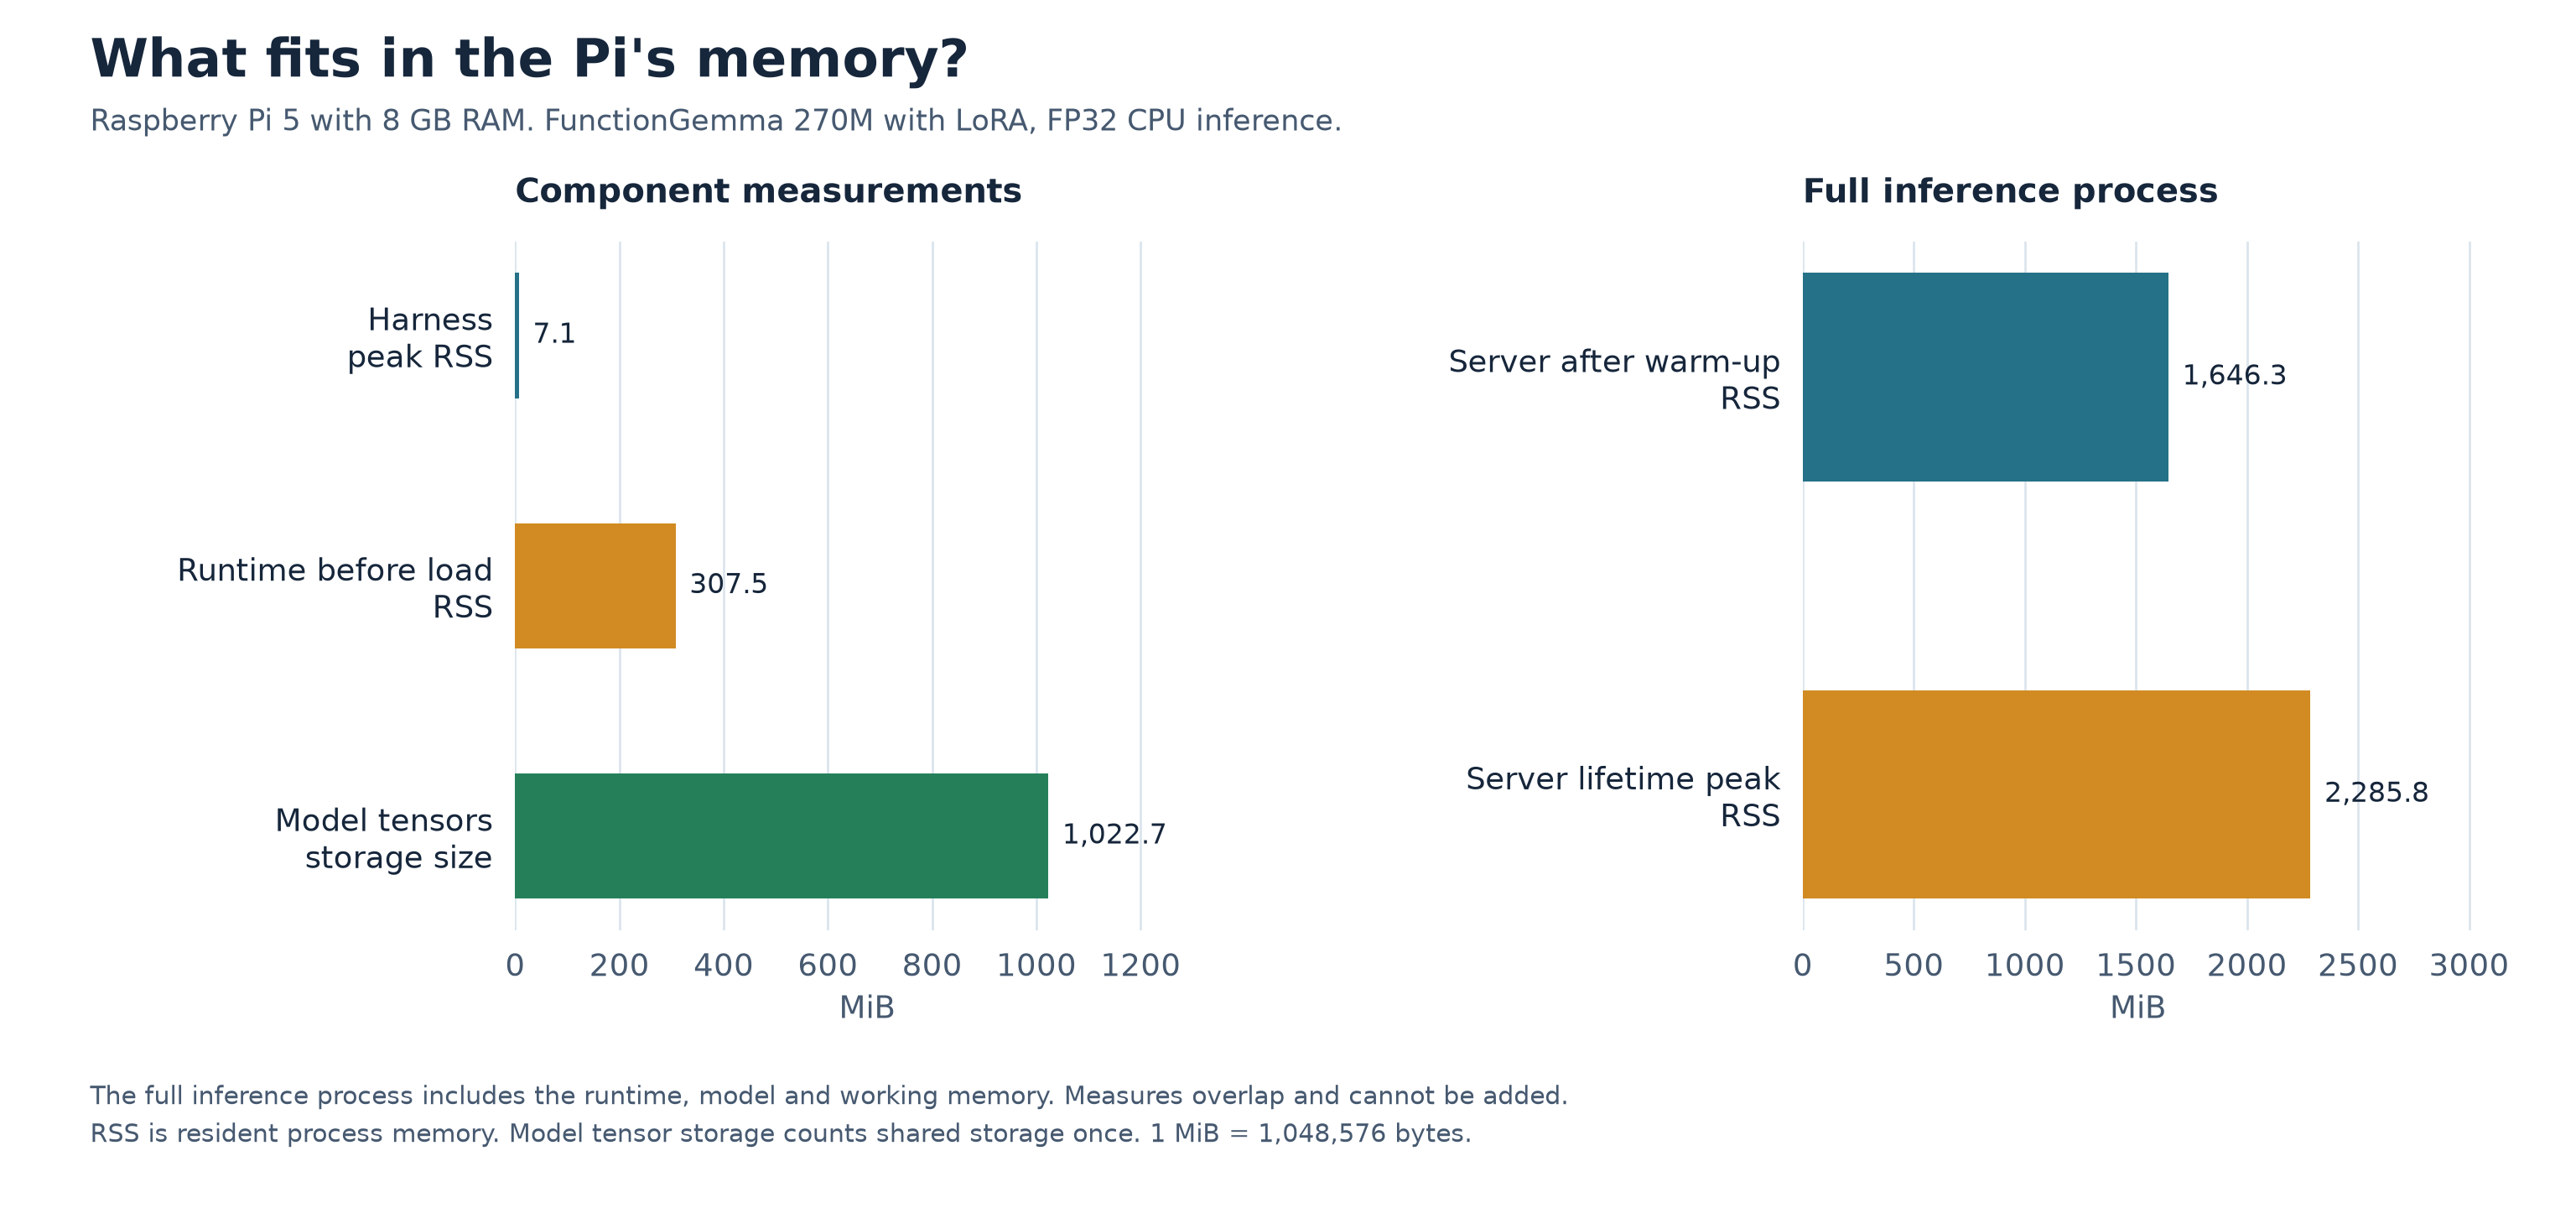 What fits in the Pi's memory?
Raspberry Pi 5 with 8 GB RAM. FunctionGemma 270M with LoRA, FP32 CPU inference.
Component measurements
Harness
peak RSS
7.1
Runtime before load
RSS
307.5
Model tensors
storage size
1,022.7
0 200 400 600 800 1000 1200
MiB
Full inference process
Server after warm-up
RSS
1,646.3
Server lifetime peak
RSS
2,285.8
0 500 1000 1500 2000 2500 3000
MiB
The full inference process includes the runtime, model and working memory. Measures overlap and cannot be added.
RSS is resident process memory. Model tensor storage counts shared storage once. 1 MiB = 1,048,576 bytes.